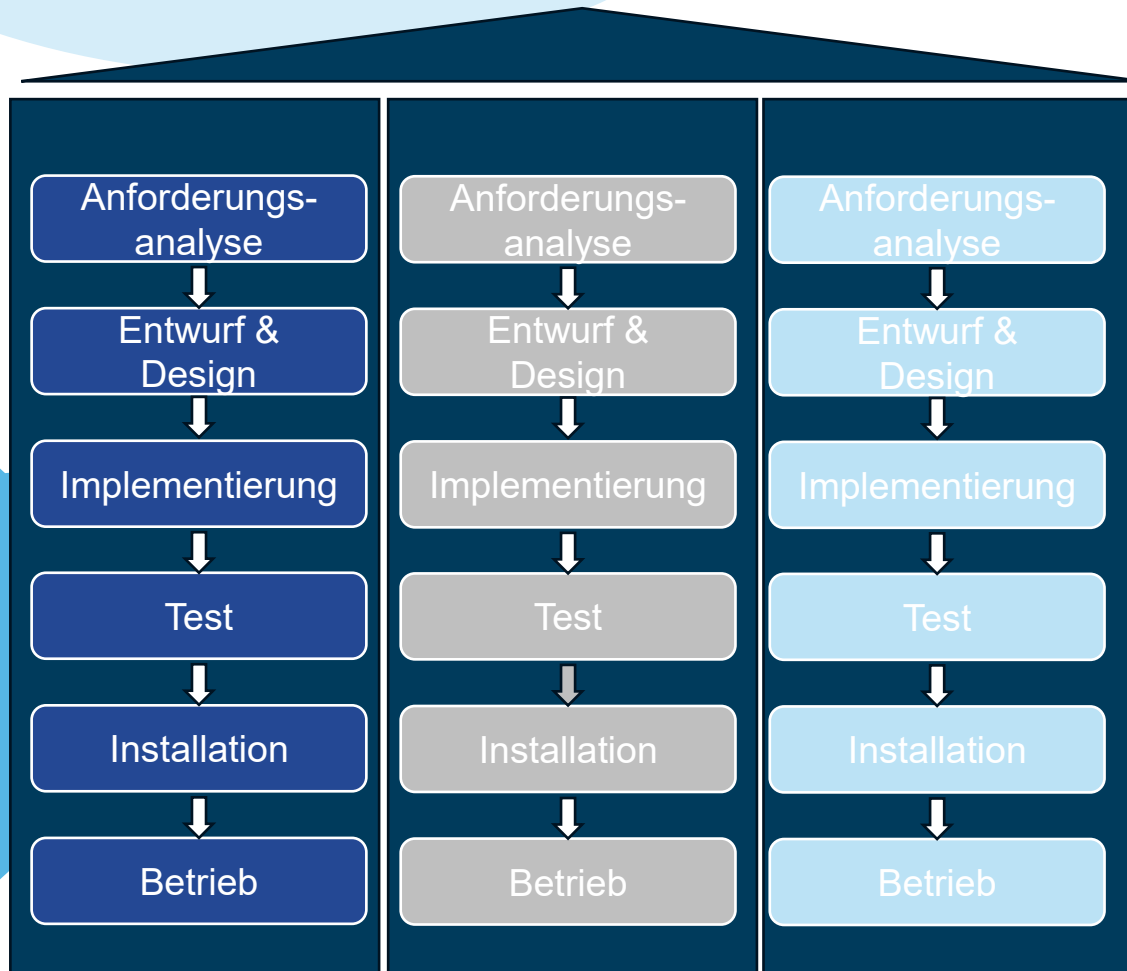 Anforderungs-
analyse
Entwurf &
Design
Implementierung
Test
Installation
Betrieb
Anforderungs-
analyse
Entwurf &
Design
Implementierung
Test
Installation
Betrieb
Anforderungs-
analyse
Entwurf &
Design
Implementierung
Test
Installation
Betrieb